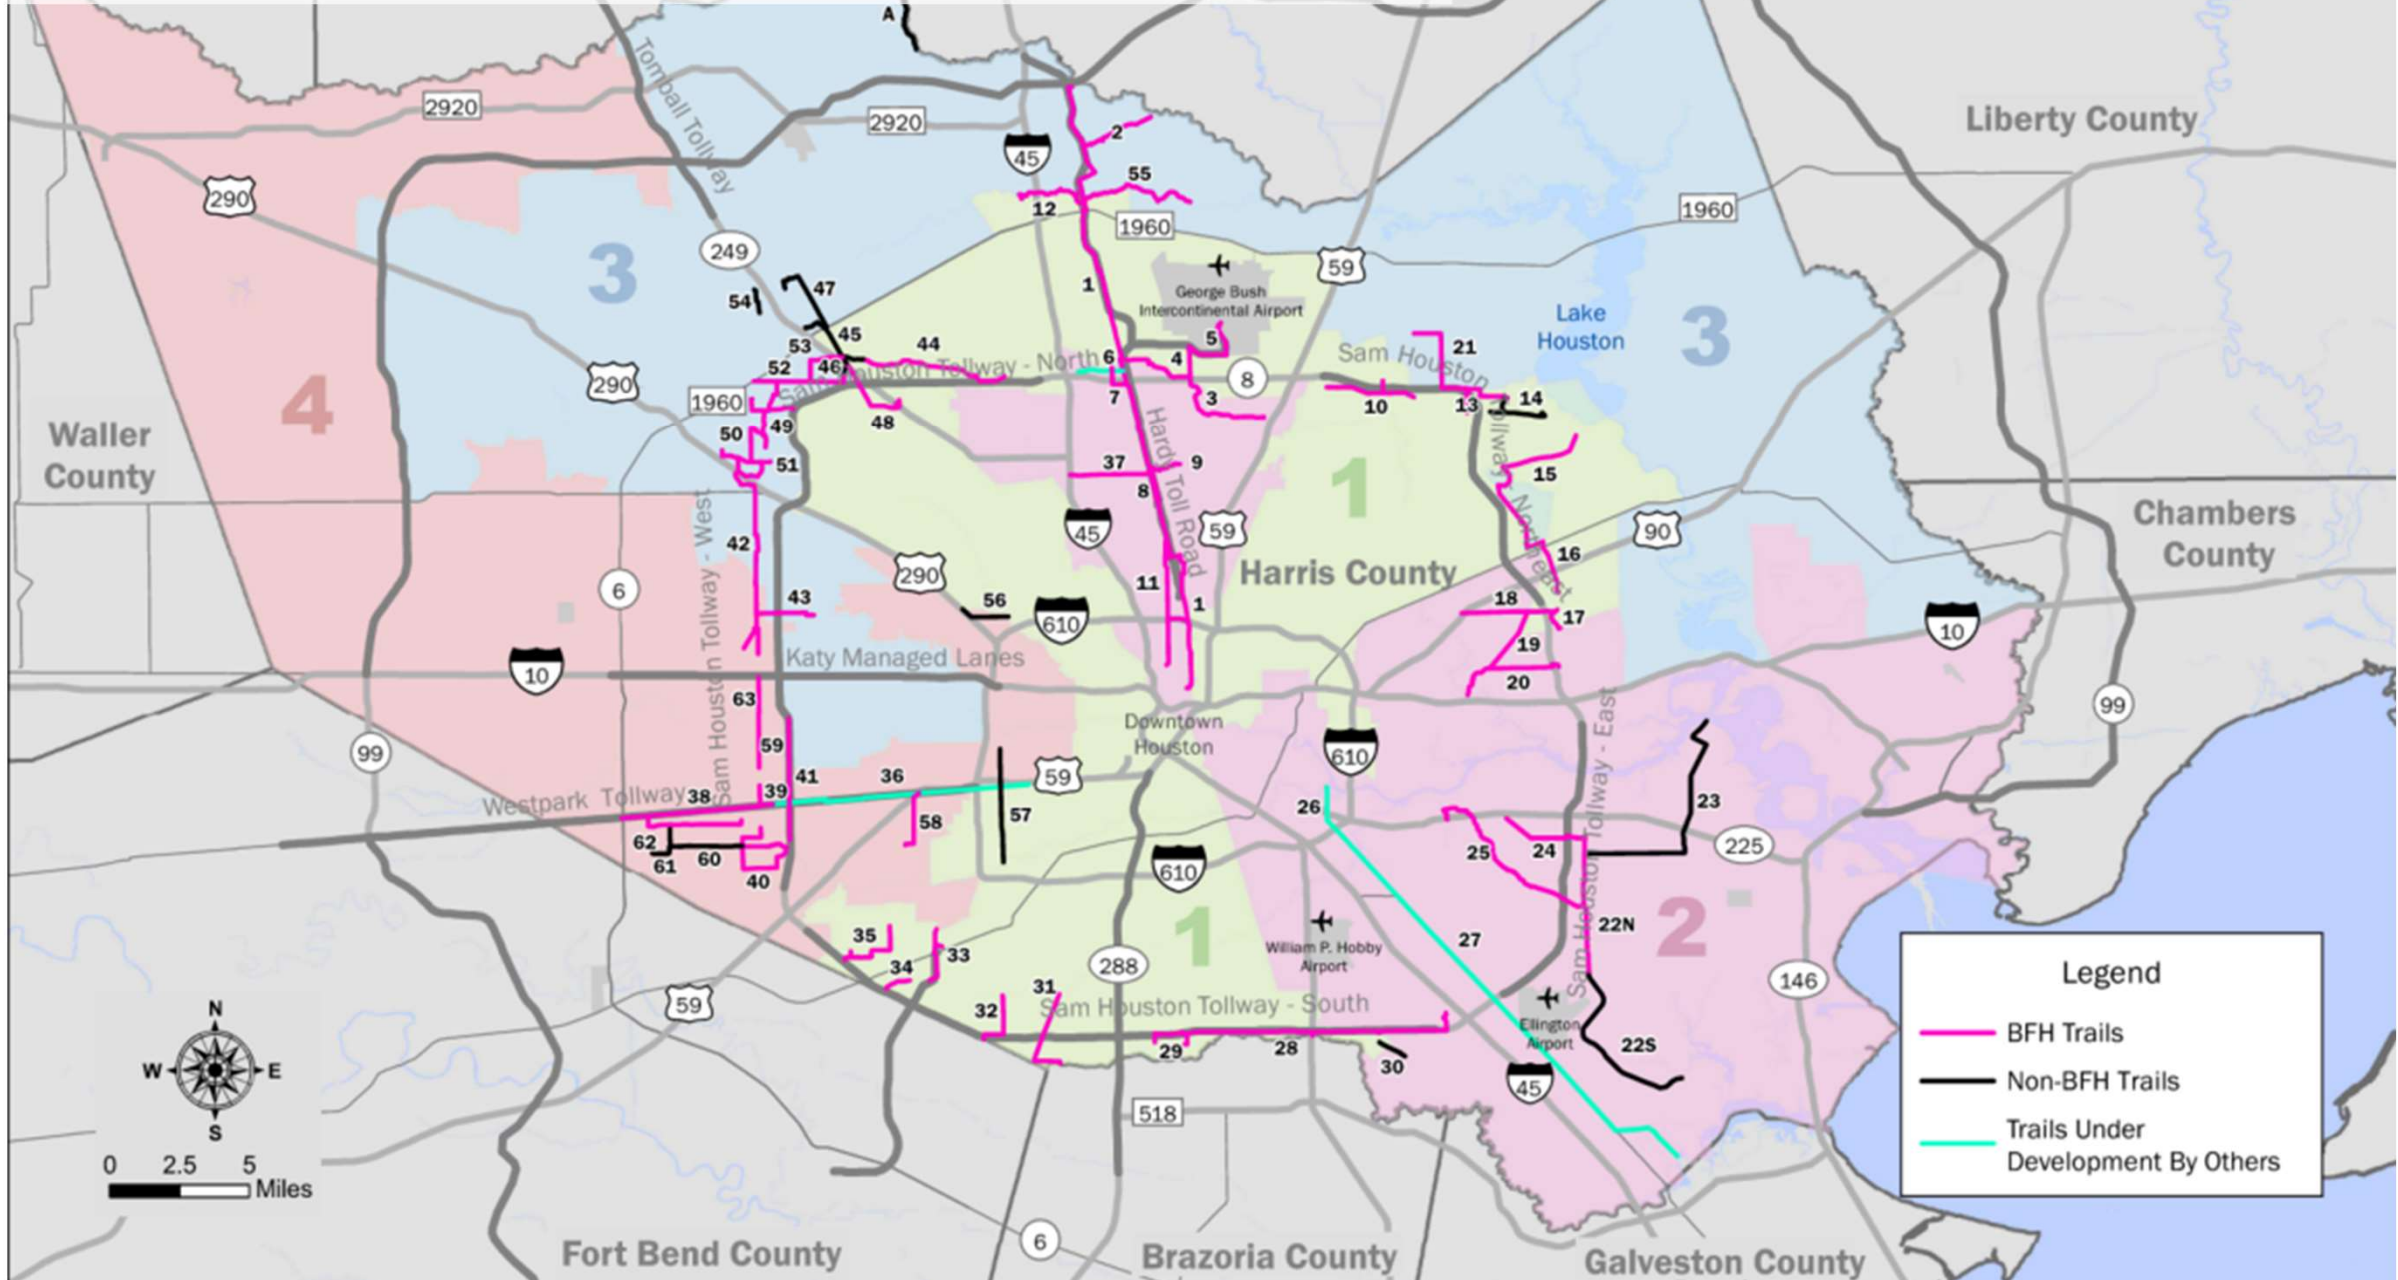 A
Tomball Tollway
2920
2920
Liberty County
45
2
290
55
12
1960
1960
249
3
59
47
1
George Bush
Intercontinental Airport
54
Lake
Houston
3
45
53
44
5
6
4
21
52
46
Sam Houston Tollway - North
Sam Houston
290
8
4
1960
7
3
10
13
14
Waller
County
48
49
50
Hardy Toll Road
Tollway - Northeast
51
37
9
15
8
1
Sam Houston Tollway - West
42
45
59
90
Chambers
County
16
290
Harris County
11
6
43
56
610
1
18
17
10
19
Katy Managed Lanes
10
20
63
99
Downtown
Houston
Sam Houston Tollway - East
99
59
610
41
36
59
Westpark Tollway
38
39
26
23
57
58
62
61
60
25
24
225
40
610
22N
2
35
33
27
William P. Hobby
Airport
1
34
288
146
31
Sam Houston Tollway - South
59
32
Ellington
Airport
29
28
30
22S
45
518
Legend
BFH Trails
Non-BFH Trails
Trails Under
Development By Others
N
W
E
S
0 2.5 5
Miles
6
Fort Bend County
Brazoria County
Galveston County